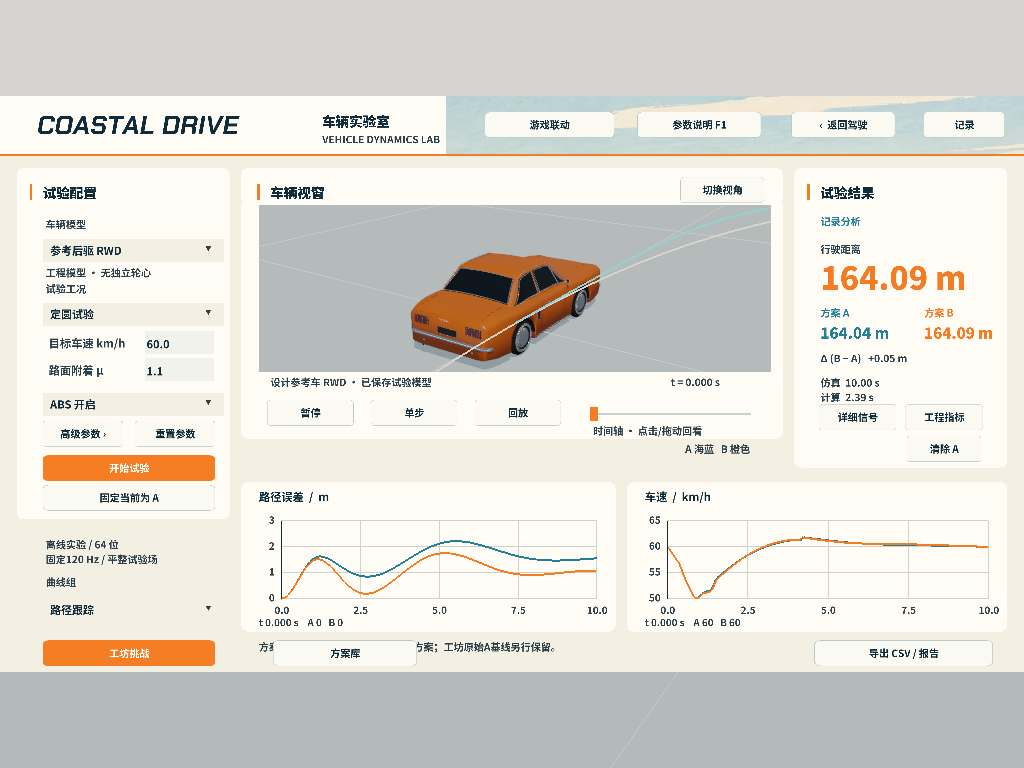 COASTAL DRIVE
车辆实验室
VEHICLE DYNAMICS LAB
游戏联动
参数说明 F1
‹ 返回驾驶
记录
试验配置
车辆模型
参考后驱 RWD
工程模型 · 无独立轮心
试验工况
定圆试验
目标车速 km/h 60.0
路面附着 μ 1.1
ABS 开启
高级参数 ›
重置参数
开始试验
固定当前为 A
离线实验 / 64 位
固定120 Hz / 平整试验场
曲线组
路径跟踪
工坊挑战
车辆视窗
切换视角
设计参考车 RWD · 已保存试验模型
t = 0.000 s
暂停
单步
回放
时间轴 · 点击/拖动回看
A 海蓝 B 橙色
试验结果
记录分析
行驶距离
164.09 m
方案 A 方案 B
164.04 m 164.09 m
Δ (B − A) +0.05 m
仿真 10.00 s
计算 2.39 s
详细信号
工程指标
清除 A
路径误差 / m
3
2
1
0
0.0 2.5 5.0 7.5 10.0
t 0.000 s A 0 B 0
车速 / km/h
65
60
55
50
0.0 2.5 5.0 7.5 10.0
t 0.000 s A 60 B 60
方案库
方案；工坊原始A基线另行保留。
导出 CSV / 报告